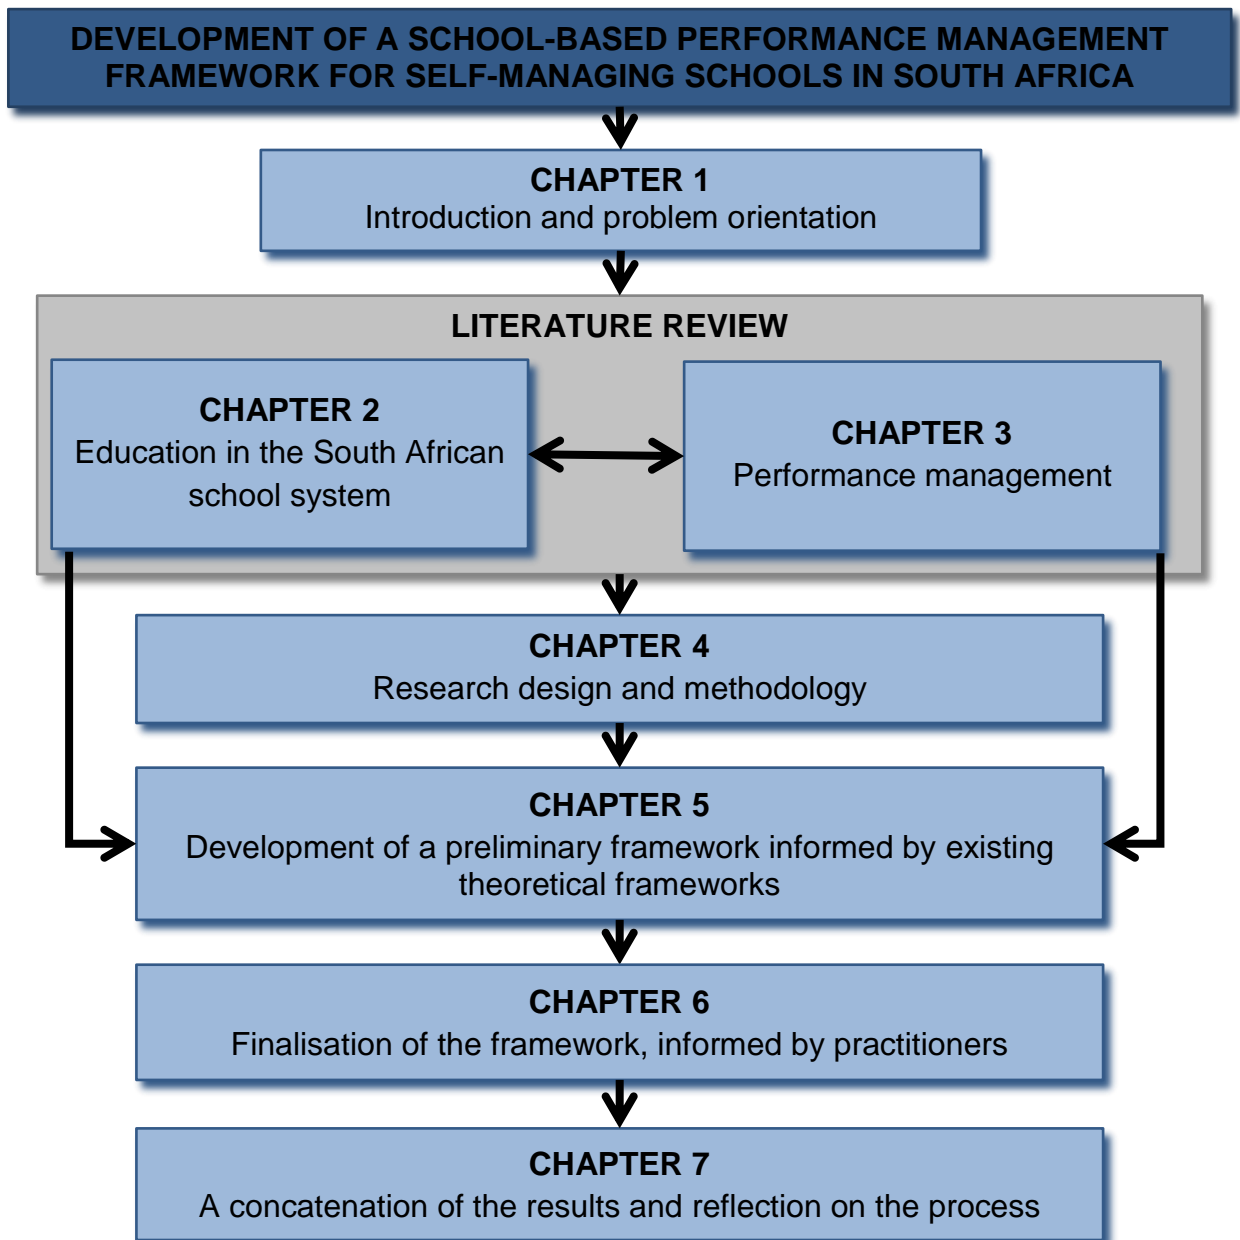 DEVELOPMENT OF A SCHOOL-BASED PERFORMANCE MANAGEMENT
FRAMEWORK FOR SELF-MANAGING SCHOOLS IN SOUTH AFRICA
CHAPTER 1
Introduction and problem orientation
LITERATURE REVIEW
CHAPTER 2
Education in the South African
school system
CHAPTER 3
Performance management
CHAPTER 4
Research design and methodology
CHAPTER 5
Development of a preliminary framework informed by existing
theoretical frameworks
CHAPTER 6
Finalisation of the framework, informed by practitioners
CHAPTER 7
A concatenation of the results and reflection on the process